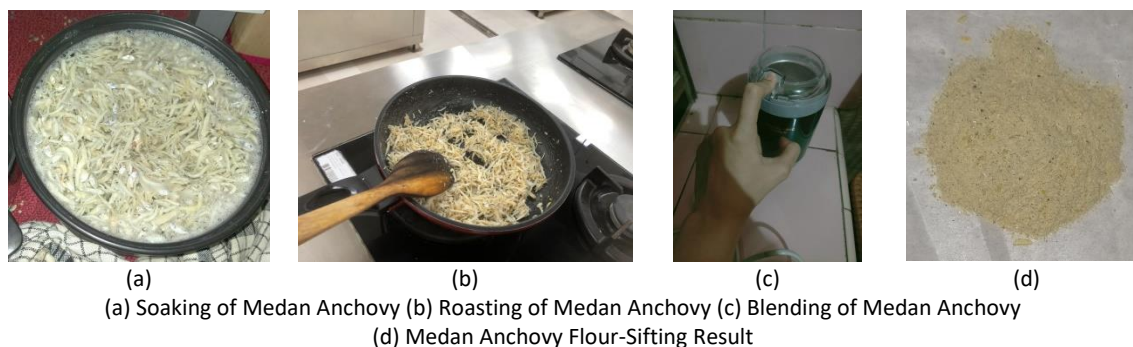 (a) (b) (c) (d)
(a) Soaking of Medan Anchovy (b) Roasting of Medan Anchovy (c) Blending of Medan Anchovy
(d) Medan Anchovy Flour-Sifting Result